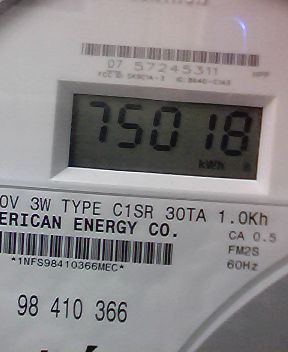 07 57245311
75018
kWh
0V 3W TYPE C1SR 30TA 1.0Kh
ERICAN ENERGY CO.
CA 0.5
FM2S
60Hz
*1NFS98410366MEC*
98 410 366